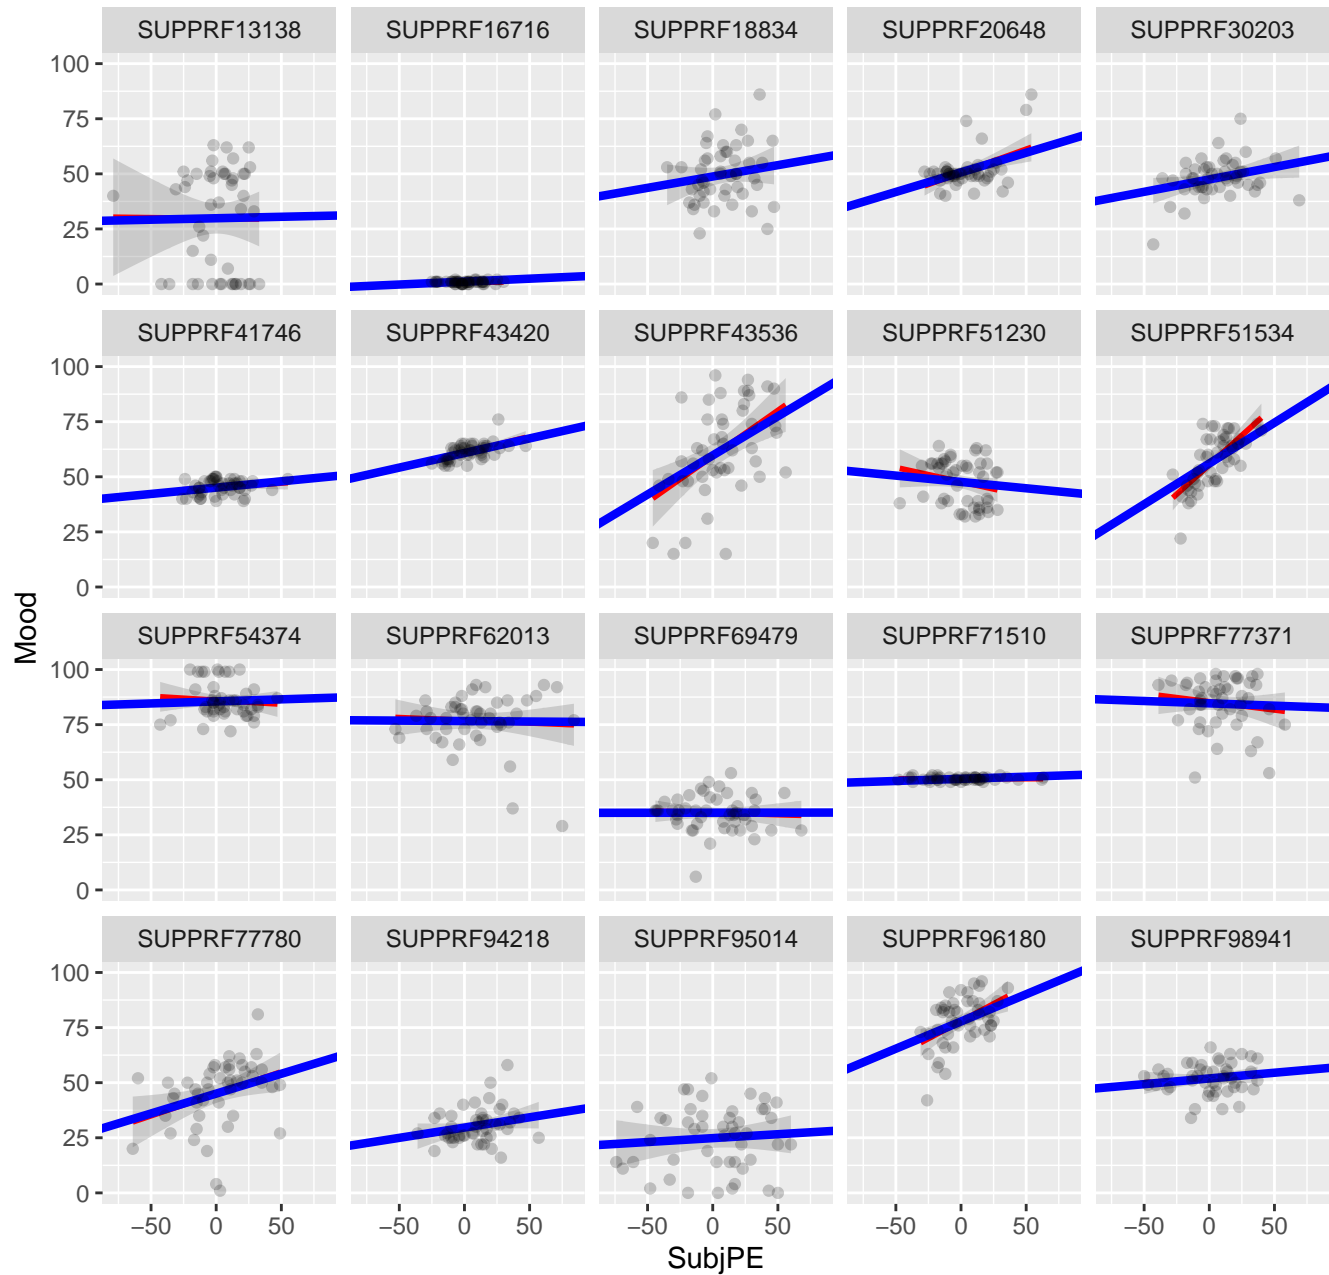 SUPPRF13138 SUPPRF16716 SUPPRF18834 SUPPRF20648 SUPPRF30203
100
75
50
25
0
SUPPRF41746 SUPPRF43420 SUPPRF43536 SUPPRF51230 SUPPRF51534
100
75
50
25
0
Mood
SUPPRF54374 SUPPRF62013 SUPPRF69479 SUPPRF71510 SUPPRF77371
100
75
50
25
0
SUPPRF77780 SUPPRF94218 SUPPRF95014 SUPPRF96180 SUPPRF98941
100
75
50
25
0
−50 0 50 −50 0 50 −50 0 50 −50 0 50 −50 0 50
SubjPE